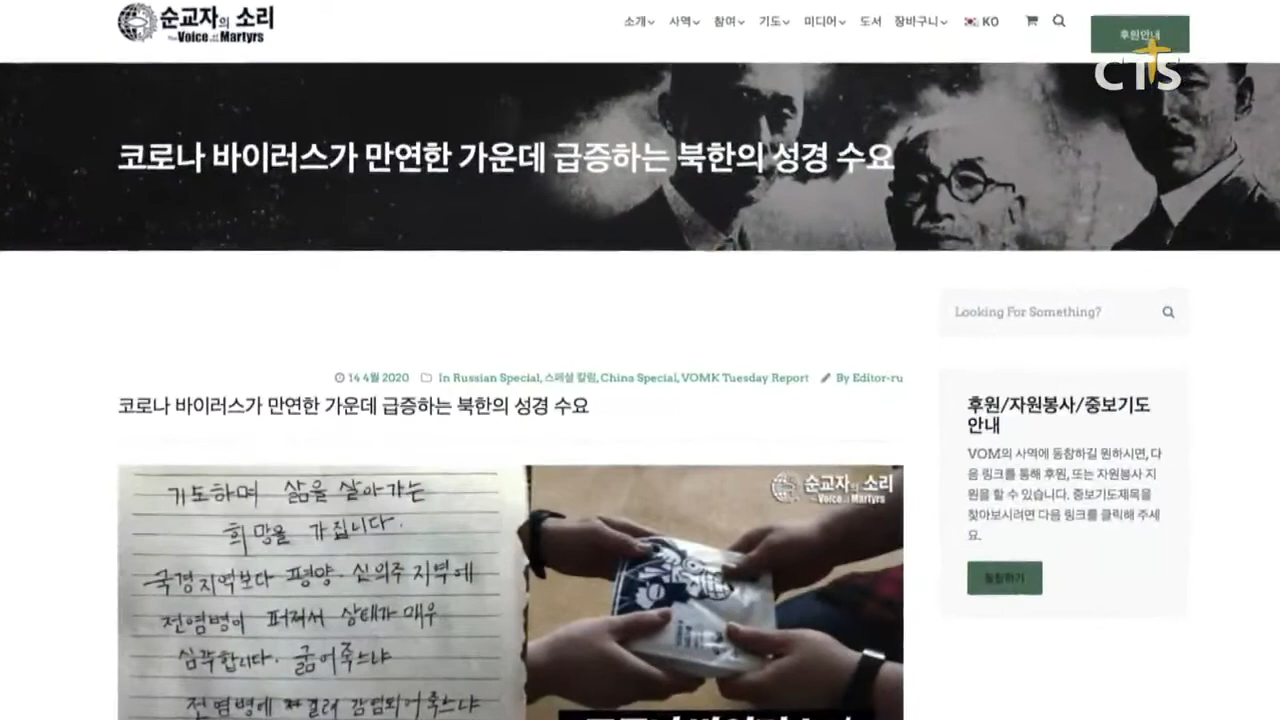 순교자의 소리
The Voice of the Martyrs
소개 사역 참여 기도 미디어 도서 장바구니 KO
후원안내
CTS
코로나 바이러스가 만연한 가운데 급증하는 북한의 성경 수요
Looking For Something?
14 4월 2020 In Russian Special, 스페셜 칼럼, China Special, VOMK Tuesday Report By Editor-ru
코로나 바이러스가 만연한 가운데 급증하는 북한의 성경 수요
후원/자원봉사/중보기도
안내
VOM의 사역에 동참하길 원하시면, 다
음 링크를 통해 후원, 또는 자원봉사 지
원을 할 수 있습니다. 중보기도제목을
찾아보시려면 다음 링크를 클릭해 주세
요.
동참하기
기도하며 삶을 살아가는
희망을 가집니다.
국경지역보다 평양. 신의주 지역에
전염병이 퍼져서 상태가 매우
심각합니다. 굶어죽느냐
전염병에 걸려 감염되어 죽느냐
순교자의 소리
The Voice of the Martyrs